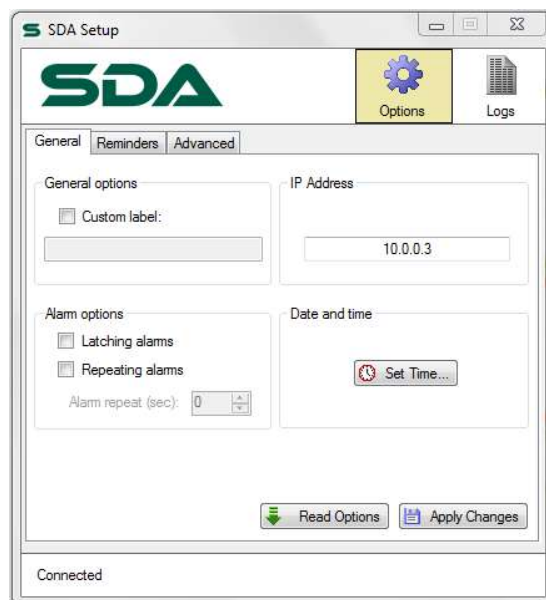 SDA Setup
SDA
Options
Logs
General
Reminders
Advanced
General options
Custom label:
IP Address
10.0.0.3
Alarm options
Latching alarms
Repeating alarms
Alarm repeat (sec): 0
Date and time
Set Time...
Read Options
Apply Changes
Connected